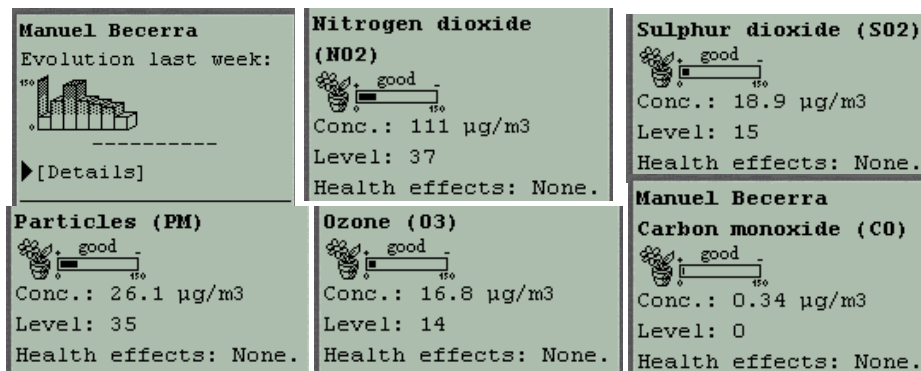 Manuel Becerra
Evolution last week:
150
0
----------
[Details]
Nitrogen dioxide
(NO2)
+ good -
0 150
Conc.: 111 µg/m3
Level: 37
Health effects: None.
Sulphur dioxide (SO2)
+ good -
0 150
Conc.: 18.9 µg/m3
Level: 15
Health effects: None.
Particles (PM)
+ good -
0 150
Conc.: 26.1 µg/m3
Level: 35
Health effects: None.
Ozone (O3)
+ good -
0 150
Conc.: 16.8 µg/m3
Level: 14
Health effects: None.
Manuel Becerra
Carbon monoxide (CO)
+ good -
0 150
Conc.: 0.34 µg/m3
Level: 0
Health effects: None.